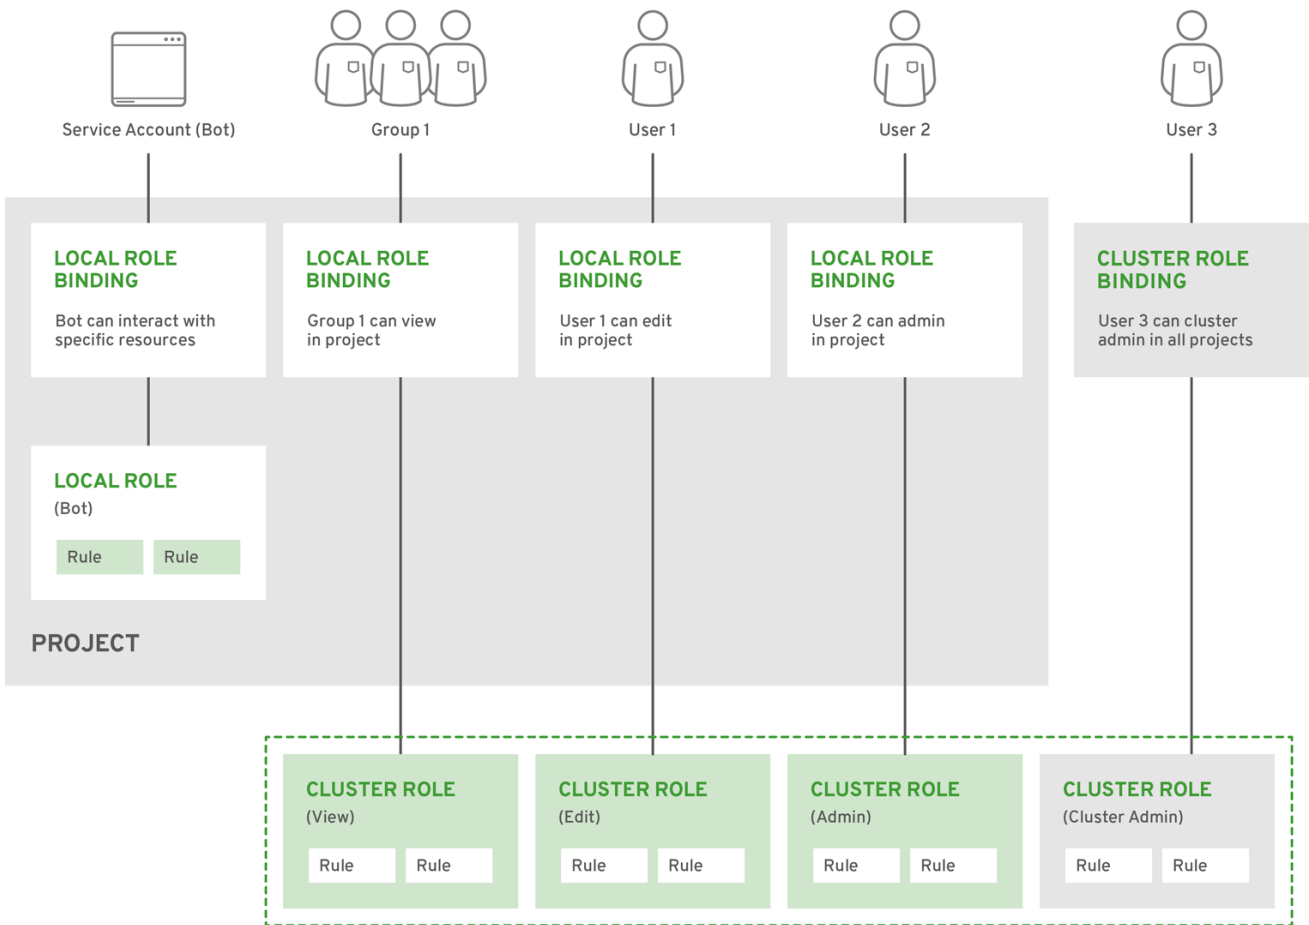 Service Account (Bot)
Group 1
User 1
User 2
User 3
LOCAL ROLE
BINDING
Bot can interact with
specific resources
LOCAL ROLE
BINDING
Group 1 can view
in project
LOCAL ROLE
BINDING
User 1 can edit
in project
LOCAL ROLE
BINDING
User 2 can admin
in project
CLUSTER ROLE
BINDING
User 3 can cluster
admin in all projects
LOCAL ROLE
(Bot)
Rule
Rule
PROJECT
CLUSTER ROLE
(View)
Rule
Rule
CLUSTER ROLE
(Edit)
Rule
Rule
CLUSTER ROLE
(Admin)
Rule
Rule
CLUSTER ROLE
(Cluster Admin)
Rule
Rule